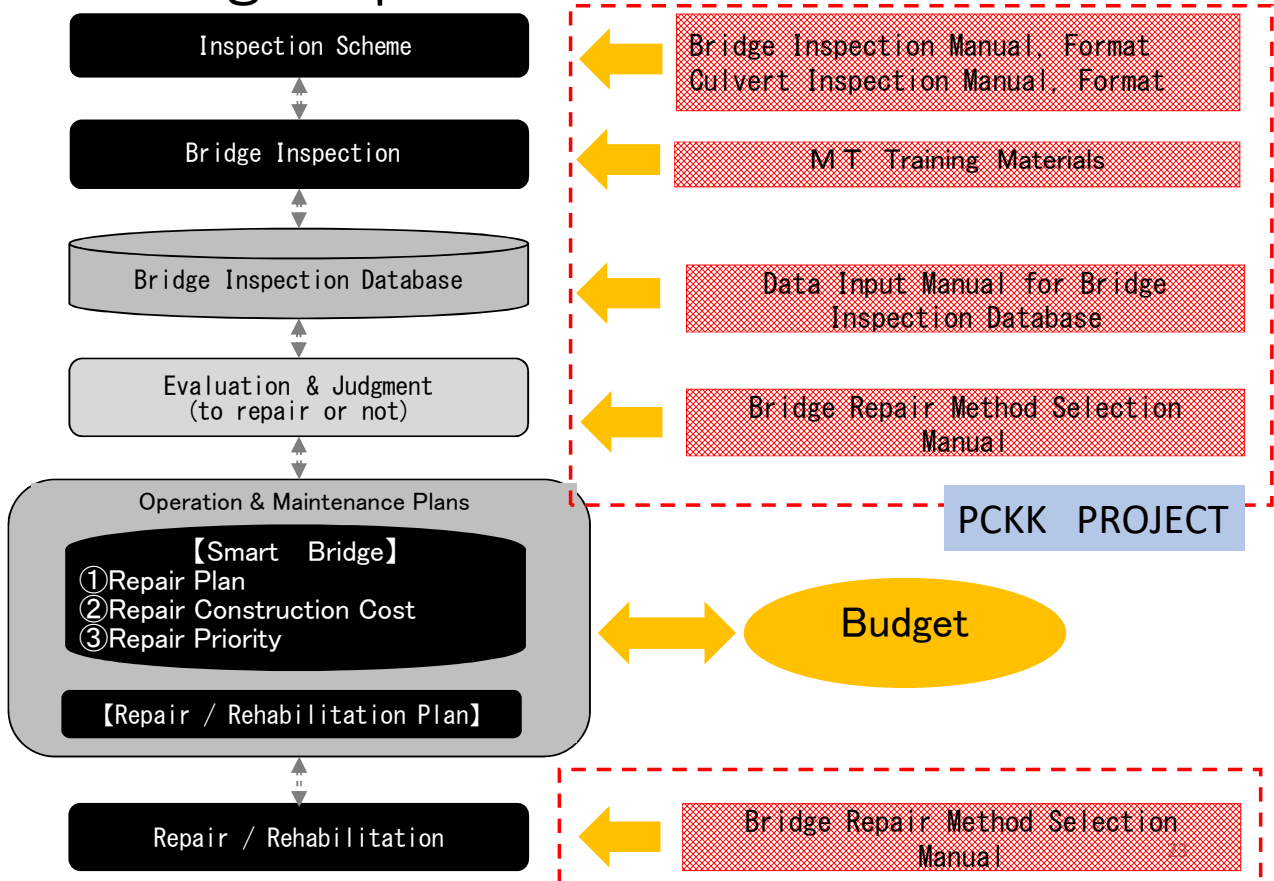 Inspection Scheme
Bridge Inspection Manual, Format
Culvert Inspection Manual, Format
Bridge Inspection
ＭＴ Training Materials
Bridge Inspection Database
Data Input Manual for Bridge
Inspection Database
Evaluation & Judgment
(to repair or not)
Bridge Repair Method Selection
Manual
PCKK PROJECT
Operation & Maintenance Plans
【Smart Bridge】
①Repair Plan
②Repair Construction Cost
③Repair Priority
Budget
【Repair / Rehabilitation Plan】
Repair / Rehabilitation
Bridge Repair Method Selection
Manual
23